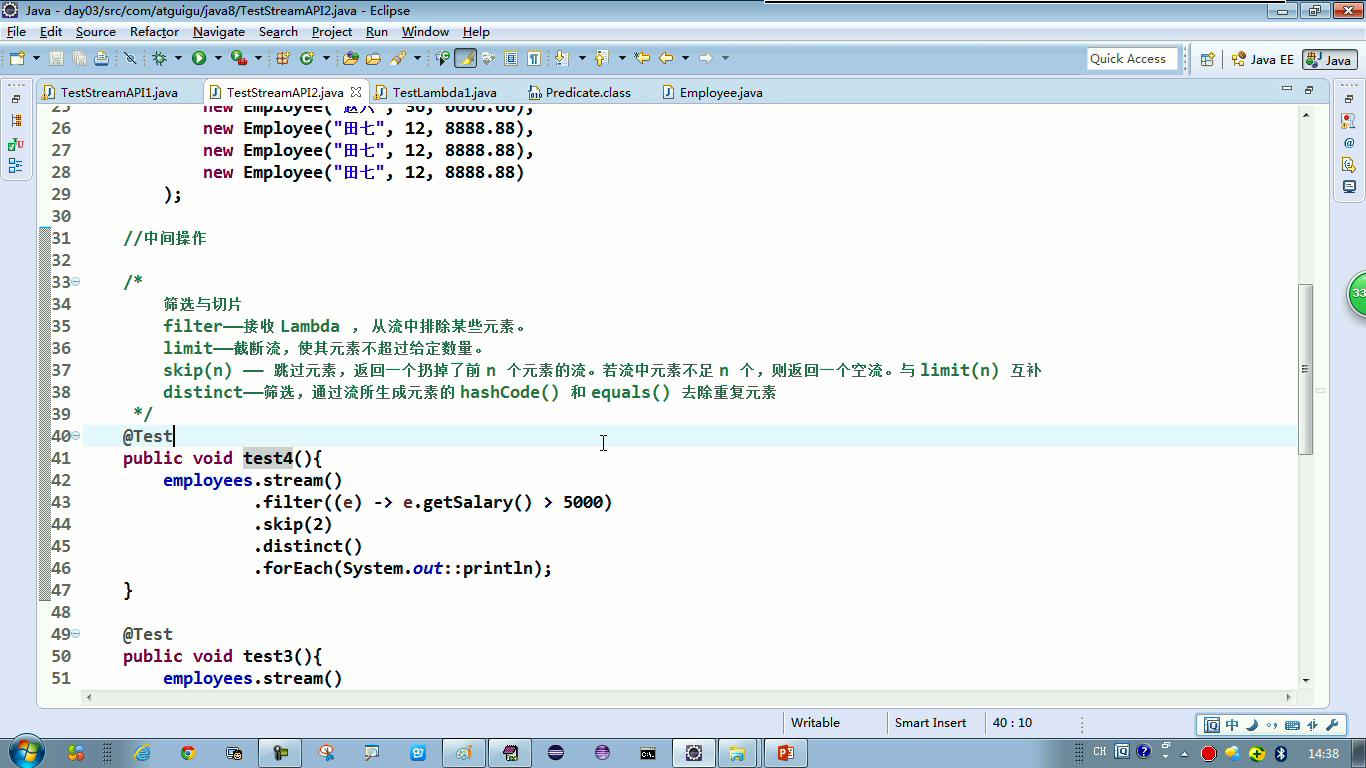 Java - day03/src/com/atguigu/java8/TestStreamAPI2.java - Eclipse
File Edit Source Refactor Navigate Search Project Run Window Help
Quick Access Java EE Java
TestStreamAPI1.java TestStreamAPI2.java TestLambda1.java Predicate.class Employee.java
25 new Employee("赵六", 36, 6666.66),
26 new Employee("田七", 12, 8888.88),
27 new Employee("田七", 12, 8888.88),
28 new Employee("田七", 12, 8888.88)
29 );
30
31 //中间操作
32
33 /*
34 筛选与切片
35 filter——接收 Lambda ， 从流中排除某些元素。
36 limit——截断流，使其元素不超过给定数量。
37 skip(n) —— 跳过元素，返回一个扔掉了前 n 个元素的流。若流中元素不足 n 个，则返回一个空流。与 limit(n) 互补
38 distinct——筛选，通过流所生成元素的 hashCode() 和 equals() 去除重复元素
39 */
40 @Test
41 public void test4(){
42 employees.stream()
43 .filter((e) -> e.getSalary() > 5000)
44 .skip(2)
45 .distinct()
46 .forEach(System.out::println);
47 }
48
49 @Test
50 public void test3(){
51 employees.stream()
33
Writable Smart Insert 40 : 10
中
CH 14:38